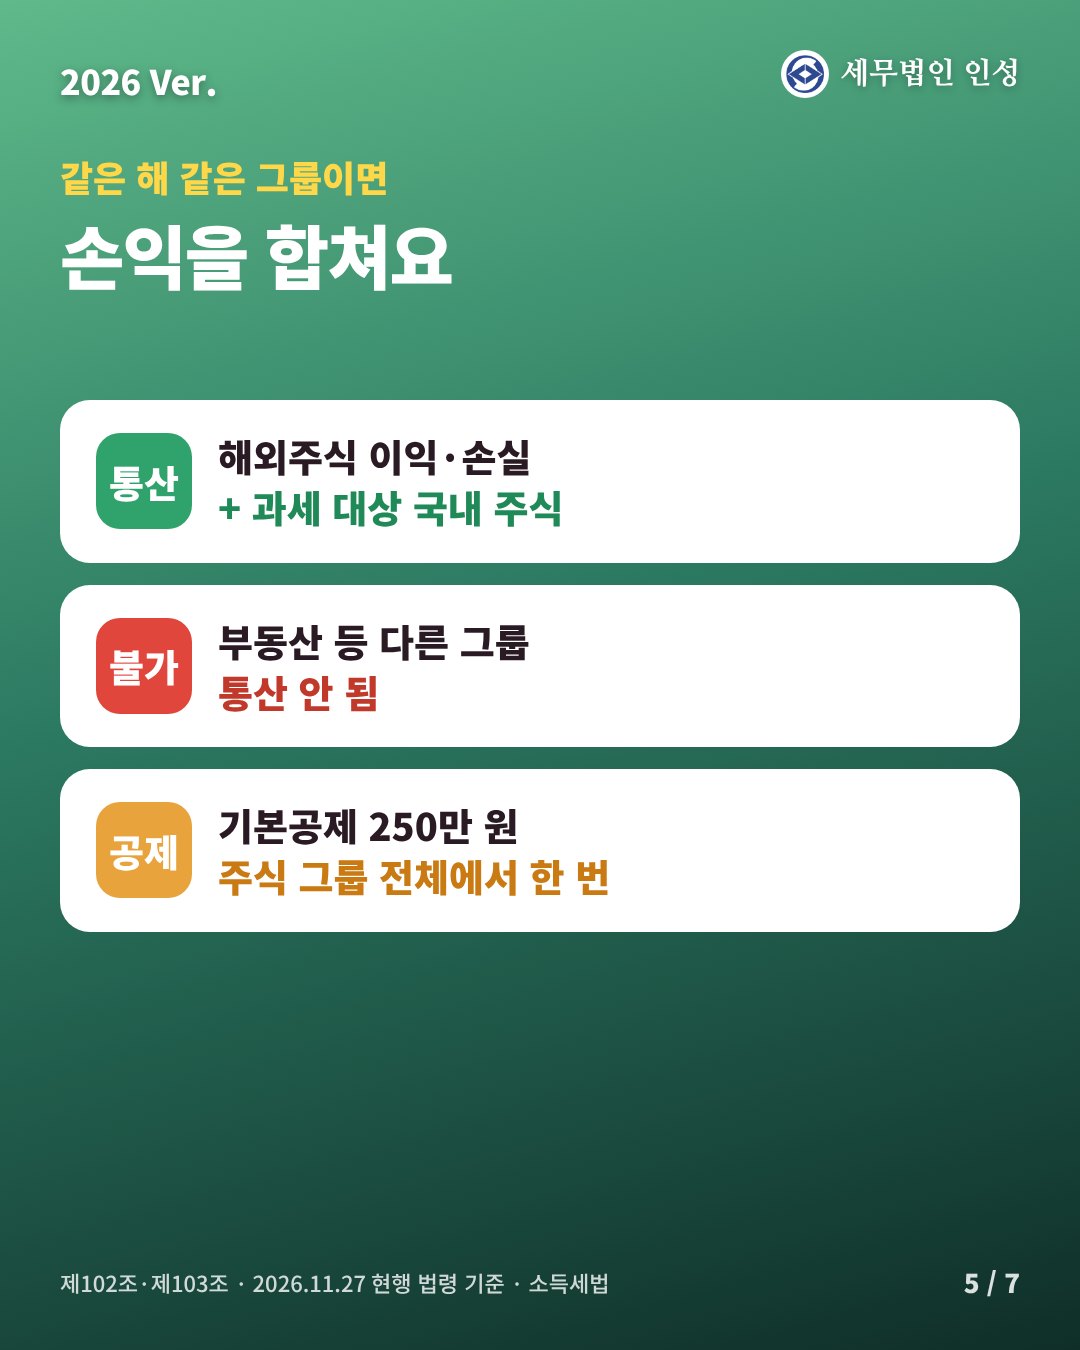 2026 Ver.
세무법인 인성
같은 해 같은 그룹이면
손익을 합쳐요
통산
해외주식 이익·손실
+ 과세 대상 국내 주식
불가
부동산 등 다른 그룹
통산 안 됨
공제
기본공제 250만 원
주식 그룹 전체에서 한 번
제102조·제103조 · 2026.11.27 현행 법령 기준 · 소득세법
5 / 7